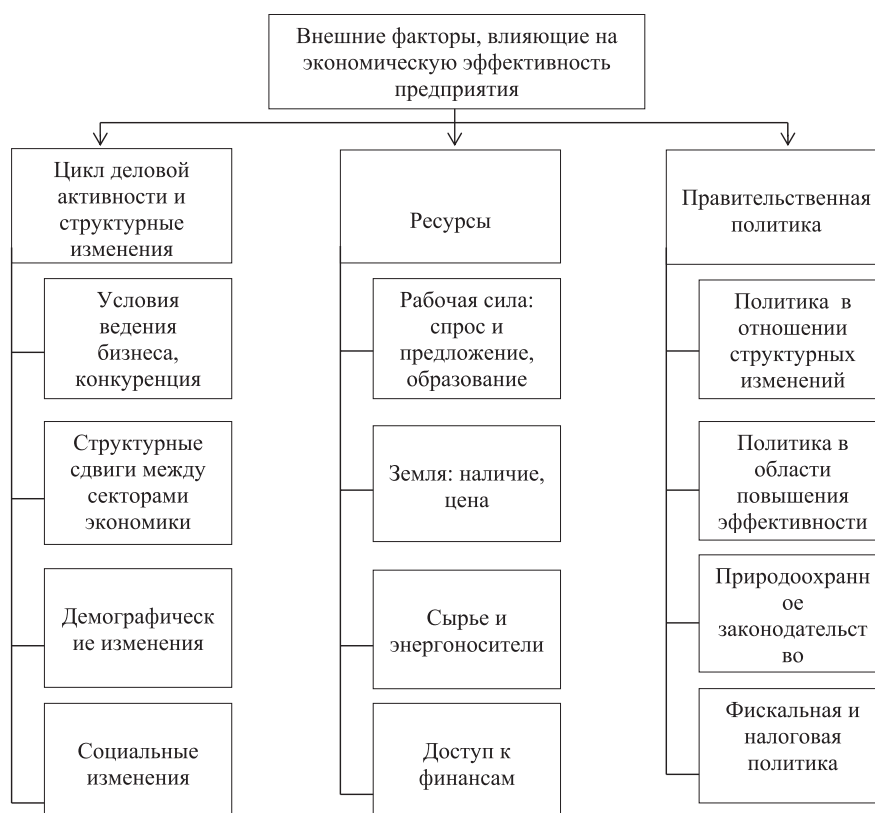 Внешние факторы, влияющие на
экономическую эффективность
предприятия
Цикл деловой
активности и
структурные
изменения
Условия
ведения
бизнеса,
конкуренция
Структурные
сдвиги между
секторами
экономики
Демографическ
ие изменения
Социальные
изменения
Ресурсы
Рабочая сила:
спрос и
предложение,
образование
Земля: наличие,
цена
Сырье и
энергоносители
Доступ к
финансам
Правительственная
политика
Политика в
отношении
структурных
изменений
Политика в
области
повышения
эффективности
Природоохранн
ое
законодательст
во
Фискальная и
налоговая
политика